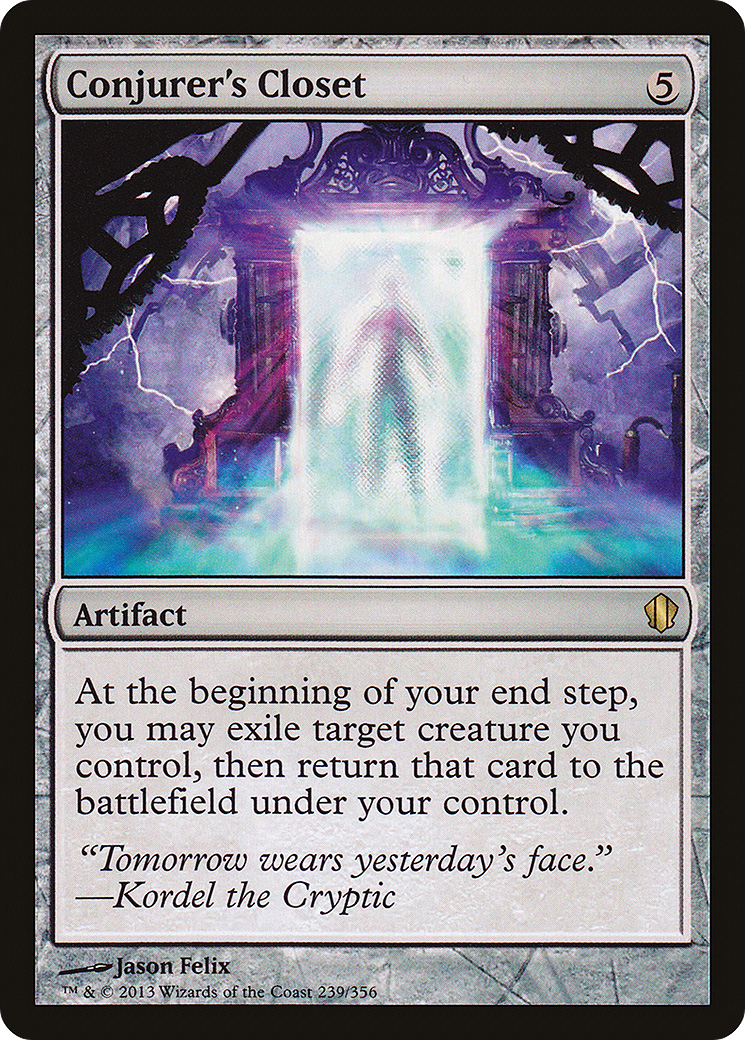 Conjurer's Closet 5
Artifact
At the beginning of your end step,
you may exile target creature you
control, then return that card to the
battlefield under your control.
“Tomorrow wears yesterday's face.”
—Kordel the Cryptic
Jason Felix
™ & © 2013 Wizards of the Coast 239/356